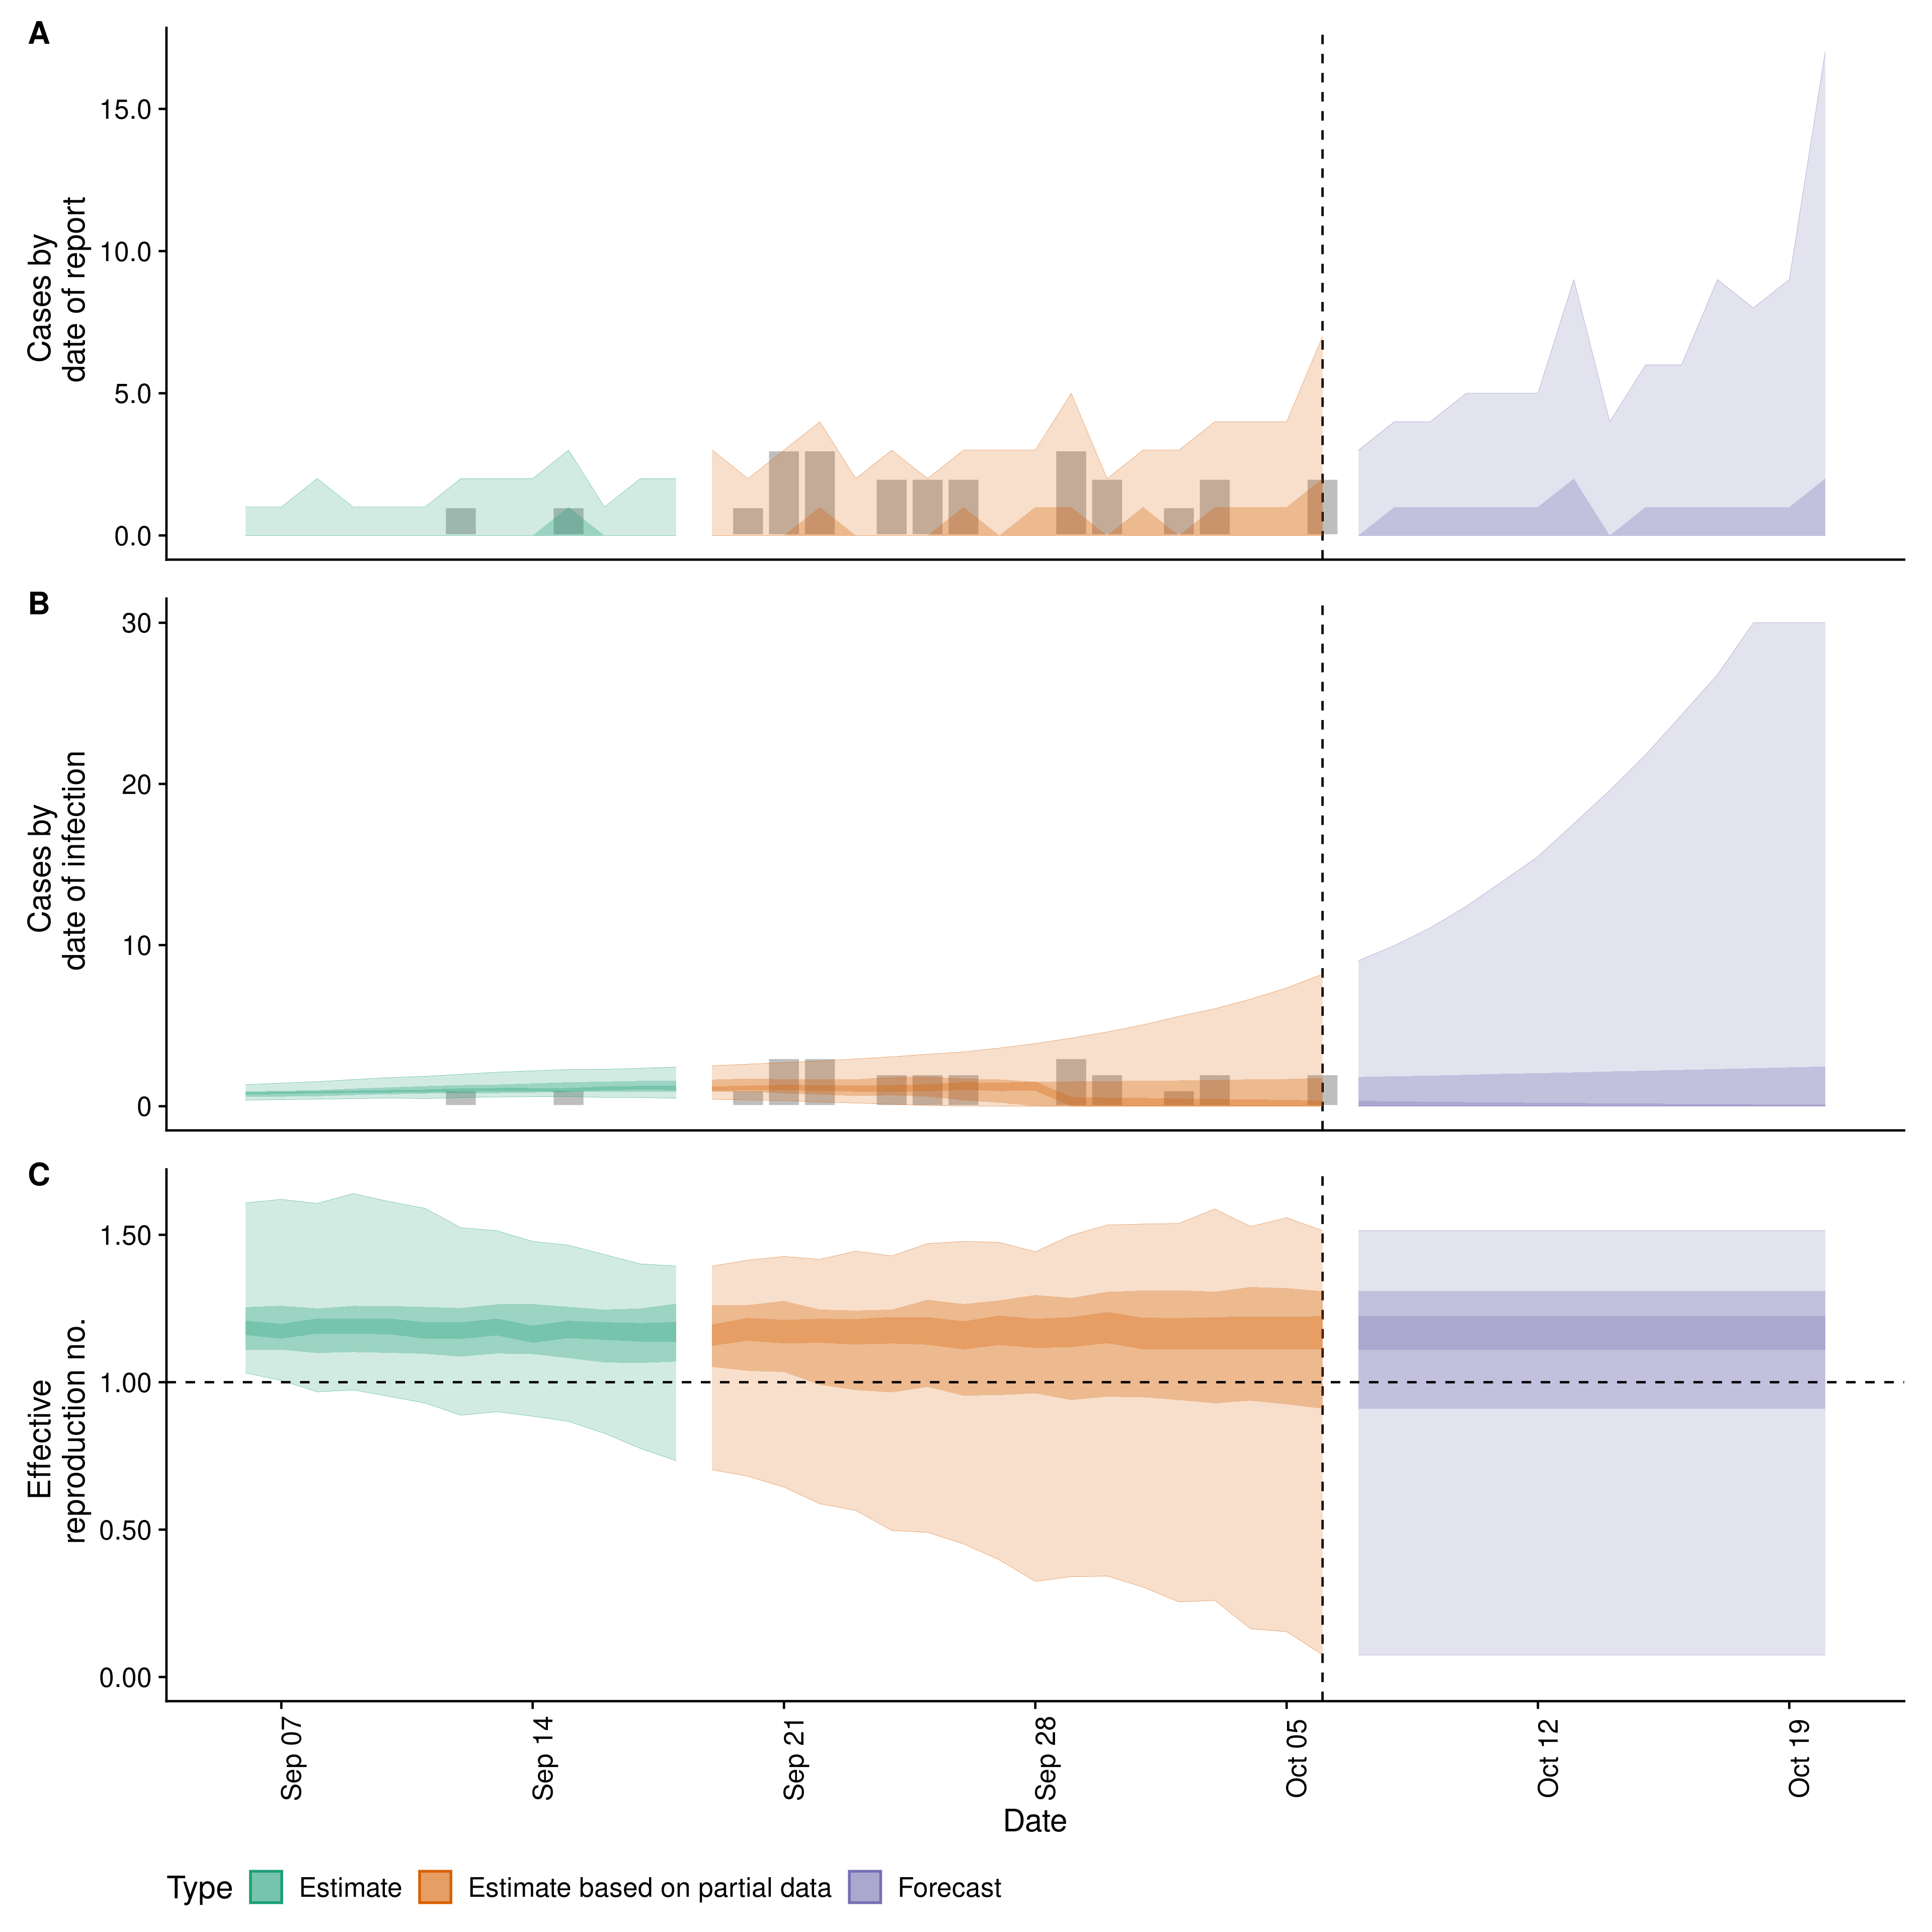 A
Cases by
date of report
15.0
10.0
5.0
0.0
B
Cases by
date of infection
30
20
10
0
C
Effective
reproduction no.
1.50
1.00
0.50
0.00
Sep 07
Sep 14
Sep 21
Sep 28
Oct 05
Oct 12
Oct 19
Date
Type Estimate Estimate based on partial data Forecast